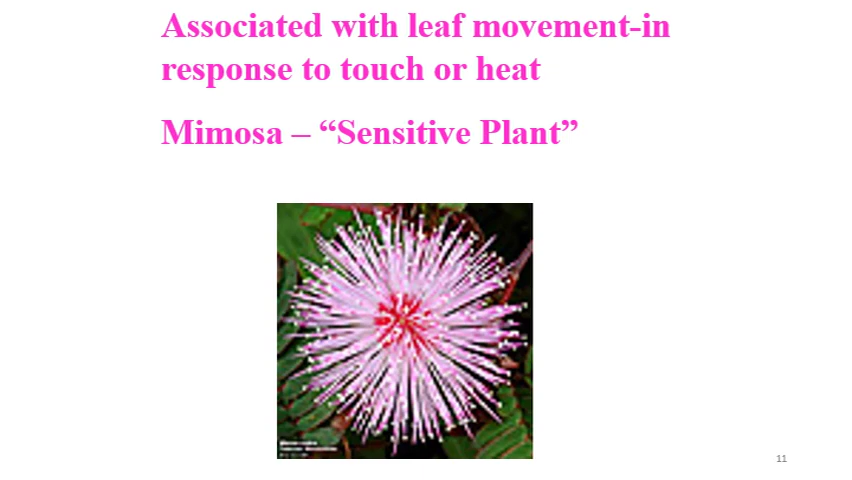 Associated with leaf movement-in
response to touch or heat
Mimosa – “Sensitive Plant”
11